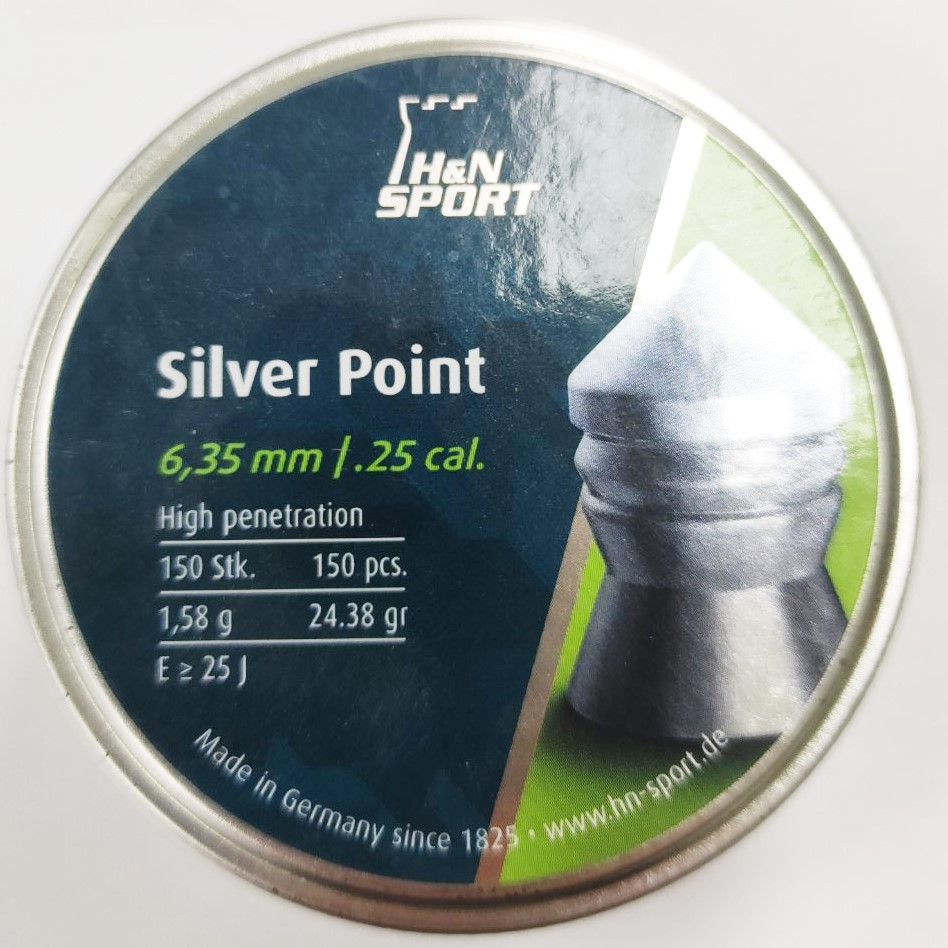 H&N
SPORT
Silver Point
6,35 mm / .25 cal.
High penetration
150 Stk. 150 pcs.
1,58 g 24.38 gr
E ≥ 25 J
Made in Germany since 1825 • www.hn-sport.de